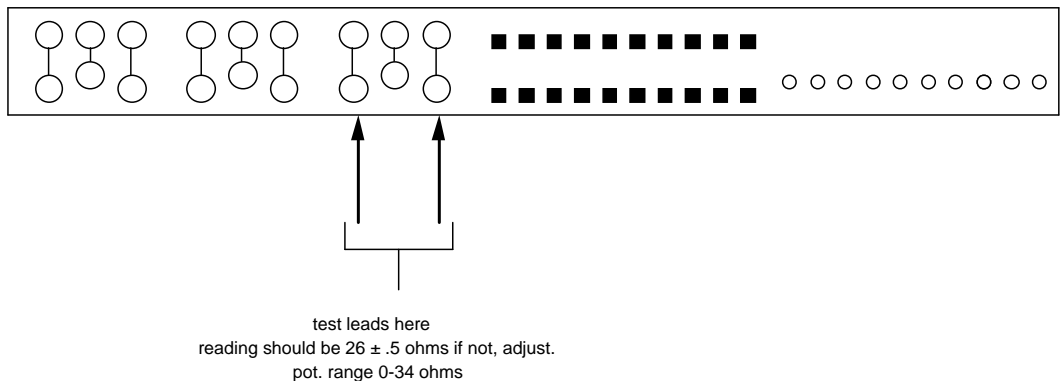 test leads here
reading should be 26 ± .5 ohms if not, adjust.
pot. range 0-34 ohms